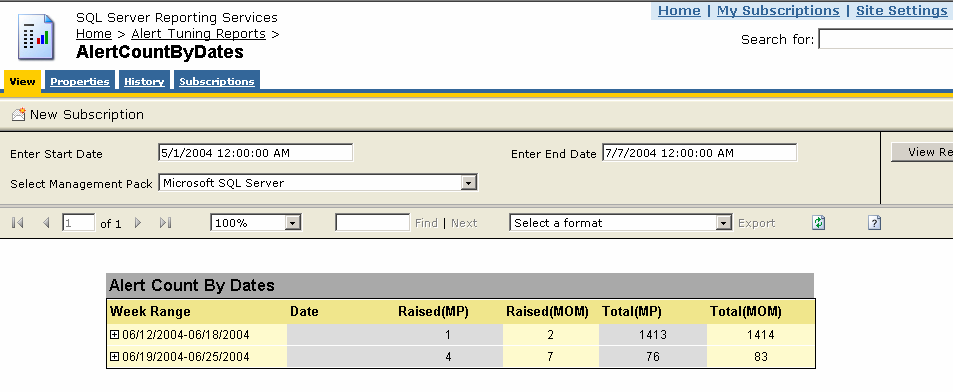 SQL Server Reporting Services
Home > Alert Tuning Reports >
AlertCountByDates
Home | My Subscriptions | Site Settings
Search for:
View Properties History Subscriptions
New Subscription
Enter Start Date 5/1/2004 12:00:00 AM Enter End Date 7/7/2004 12:00:00 AM View Re
Select Management Pack Microsoft SQL Server
1 of 1 100% Find | Next Select a format Export ?
Alert Count By Dates
Week Range Date Raised(MP) Raised(MOM) Total(MP) Total(MOM)
06/12/2004-06/18/2004 1 2 1413 1414
06/19/2004-06/25/2004 4 7 76 83